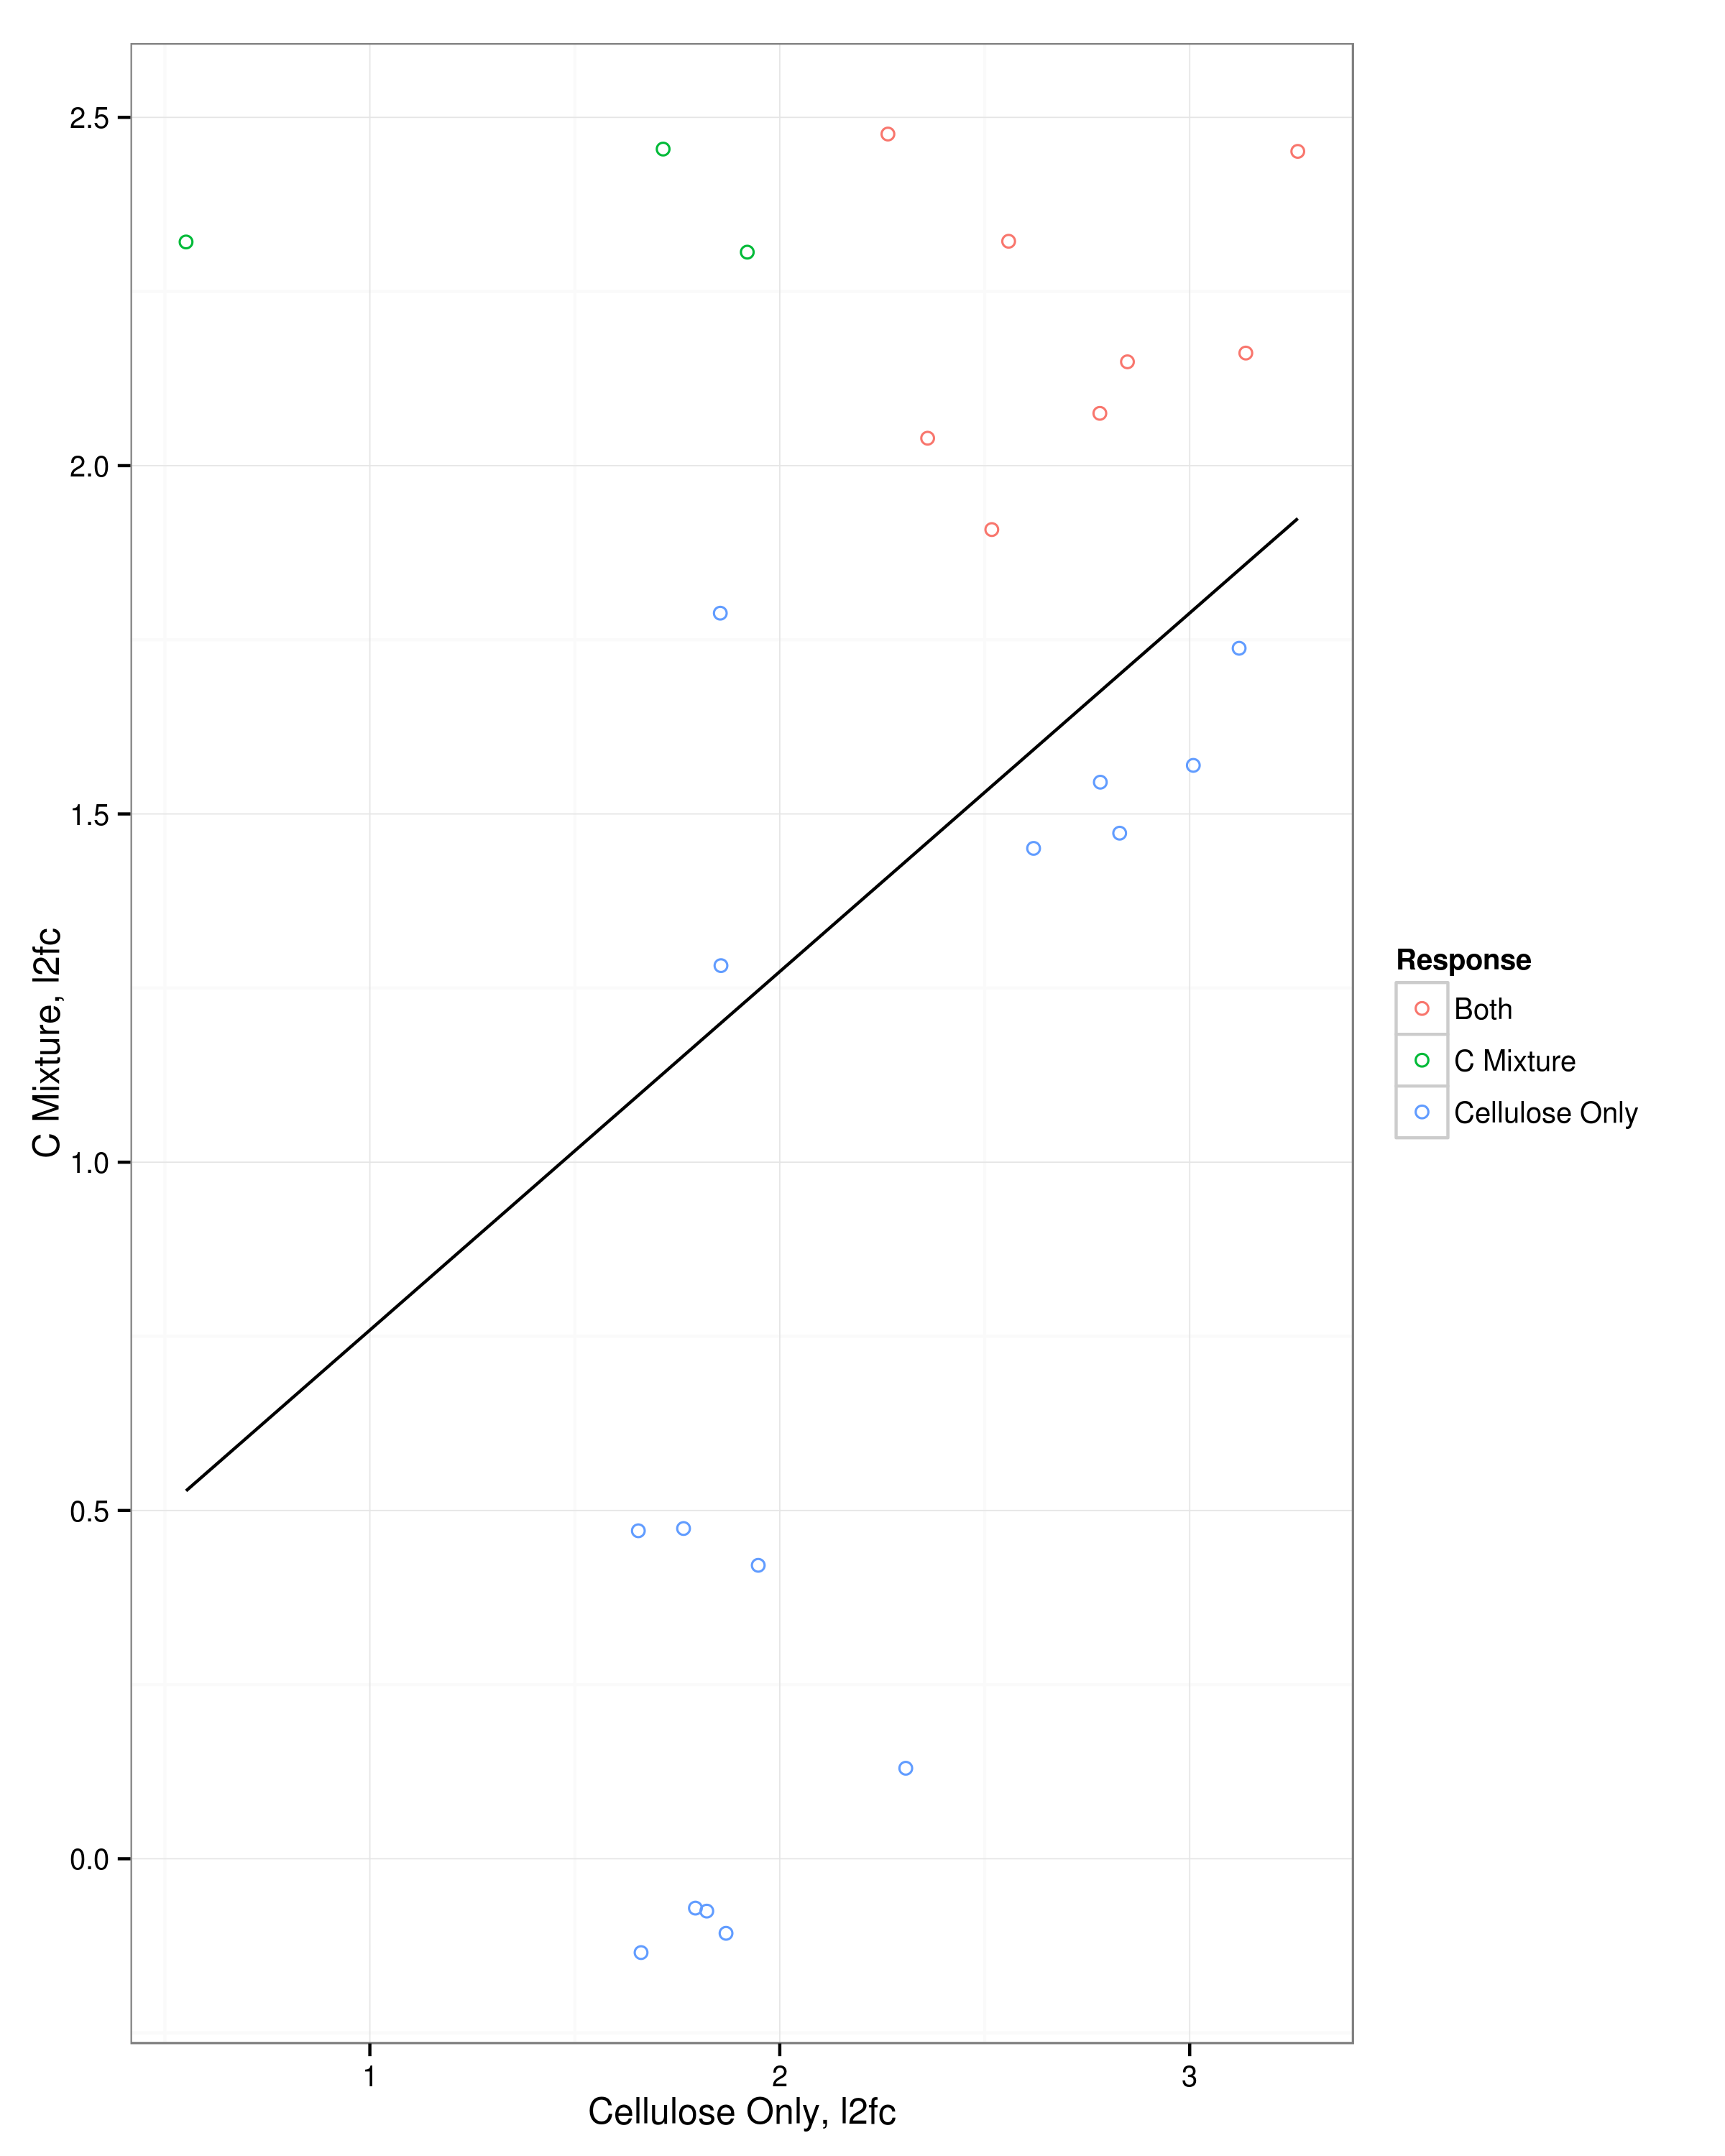 2.5
2.0
1.5
1.0
0.5
0.0
C Mixture, l2fc
1 2 3
Cellulose Only, l2fc
Response
Both
C Mixture
Cellulose Only